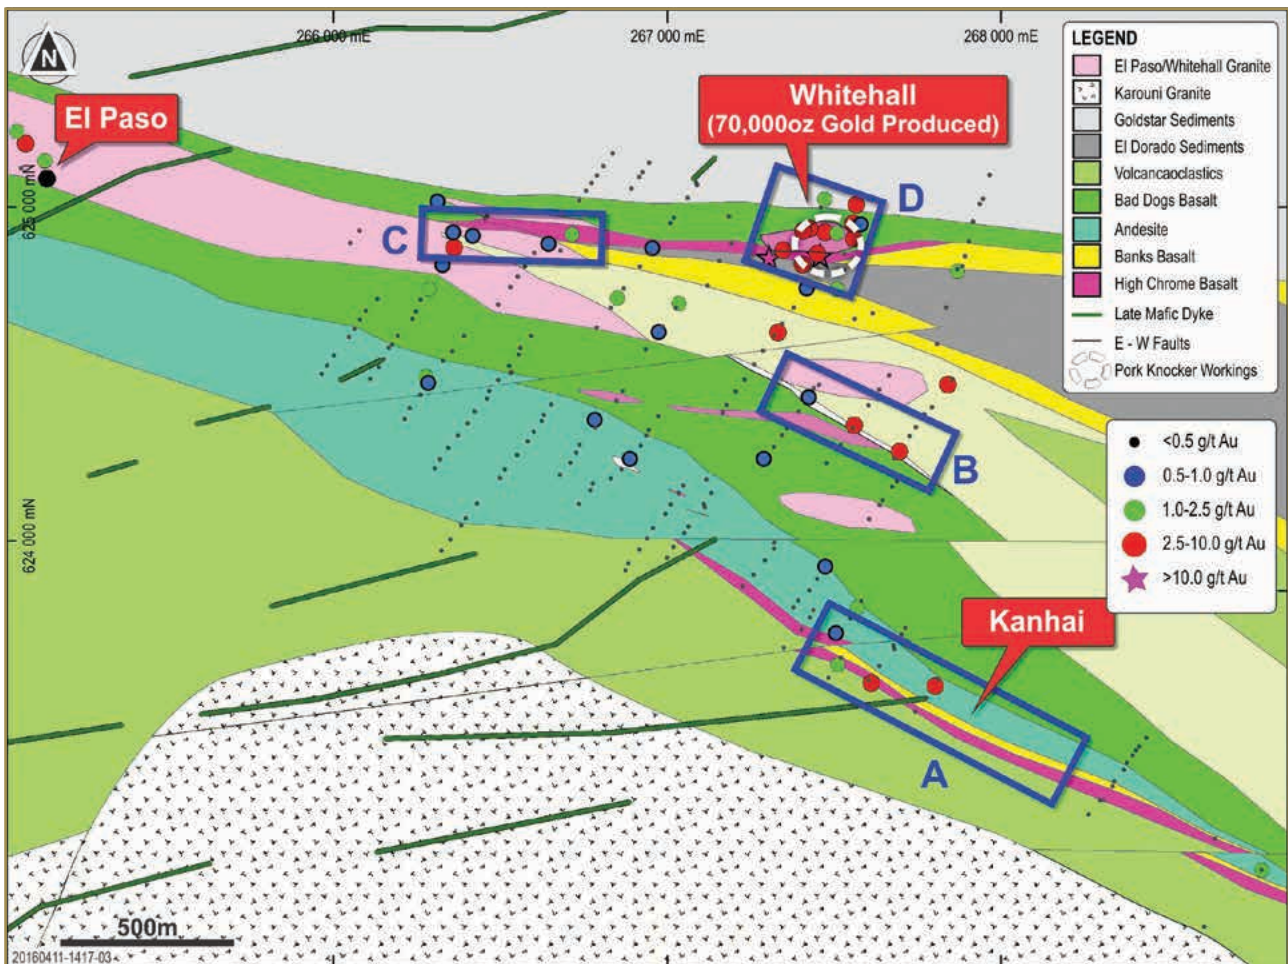 266 000 mE
267 000 mE
268 000 mE
N
El Paso
Whitehall
(70,000oz Gold Produced)
LEGEND
El Paso/Whitehall Granite
Karouni Granite
Goldstar Sediments
El Dorado Sediments
Volcancaoclastics
Bad Dogs Basalt
Andesite
Banks Basalt
High Chrome Basalt
Late Mafic Dyke
E - W Faults
Pork Knocker Workings
625 000 mN
C
D
B
<0.5 g/t Au
0.5-1.0 g/t Au
1.0-2.5 g/t Au
2.5-10.0 g/t Au
>10.0 g/t Au
624 000 mN
Kanhai
A
500m
20160411-1417-03